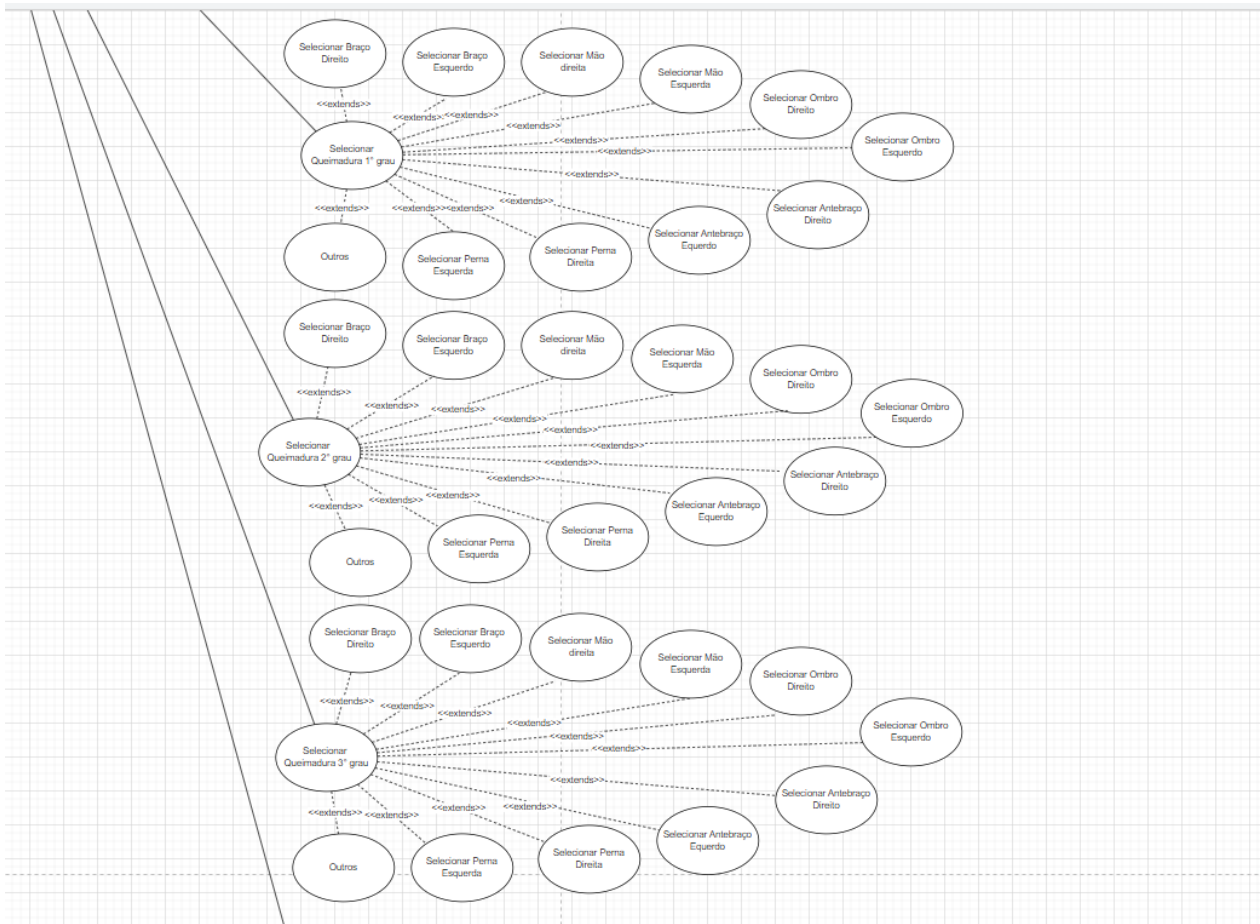 Selecionar Braço
Direito
Selecionar Braço
Esquerdo
Selecionar Mão
direita
Selecionar Mão
Esquerda
Selecionar Ombro
Direito
Selecionar Ombro
Esquerdo
<<extends>>
<<extends>>
<<extends>>
<<extends>>
<<extends>>
<<extends>>
Selecionar
Queimadura 1° grau
<<extends>>
<<extends>>
<<extends>>
<<extends>>
<<extends>>
Selecionar Antebraço
Direito
Selecionar Antebraço
Equerdo
Selecionar Perna
Direita
Selecionar Perna
Esquerda
Outros
Selecionar Braço
Direito
Selecionar Braço
Esquerdo
Selecionar Mão
direita
Selecionar Mão
Esquerda
Selecionar Ombro
Direito
Selecionar Ombro
Esquerdo
<<extends>>
<<extends>>
<<extends>>
<<extends>>
<<extends>>
<<extends>>
Selecionar
Queimadura 2° grau
<<extends>>
<<extends>>
<<extends>>
<<extends>>
<<extends>>
Selecionar Antebraço
Direito
Selecionar Antebraço
Equerdo
Selecionar Perna
Direita
Selecionar Perna
Esquerda
Outros
Selecionar Braço
Direito
Selecionar Braço
Esquerdo
Selecionar Mão
direita
Selecionar Mão
Esquerda
Selecionar Ombro
Direito
Selecionar Ombro
Esquerdo
<<extends>>
<<extends>>
<<extends>>
<<extends>>
<<extends>>
<<extends>>
Selecionar
Queimadura 3° grau
<<extends>>
<<extends>>
<<extends>>
<<extends>>
<<extends>>
Selecionar Antebraço
Direito
Selecionar Antebraço
Equerdo
Selecionar Perna
Direita
Selecionar Perna
Esquerda
Outros